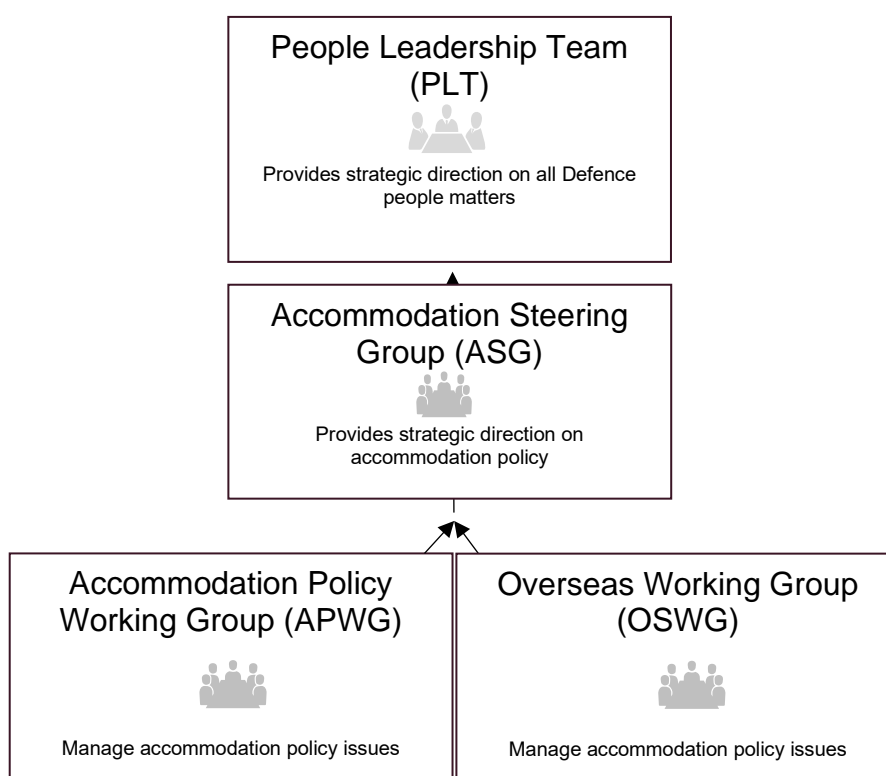 People Leadership Team
(PLT)
Provides strategic direction on all Defence
people matters
Accommodation Steering
Group (ASG)
Provides strategic direction on
accommodation policy
Accommodation Policy
Working Group (APWG)
Manage accommodation policy issues
Overseas Working Group
(OSWG)
Manage accommodation policy issues